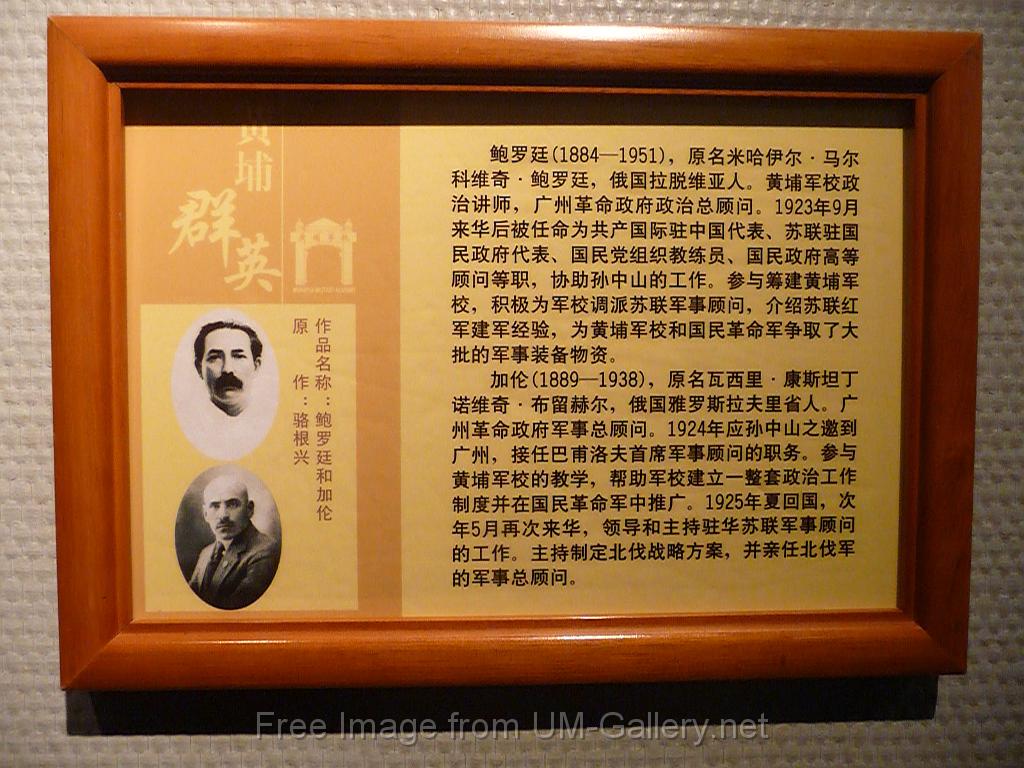 黄埔
群英
作品名称：鲍罗廷和加伦
原　　作：骆根兴
鲍罗廷(1884—1951)，原名米哈伊尔·马尔
科维奇·鲍罗廷，俄国拉脱维亚人。黄埔军校政
治讲师，广州革命政府政治总顾问。1923年9月
来华后被任命为共产国际驻中国代表、苏联驻国
民政府代表、国民党组织教练员、国民政府高等
顾问等职，协助孙中山的工作。参与筹建黄埔军
校，积极为军校调派苏联军事顾问，介绍苏联红
军建军经验，为黄埔军校和国民革命军争取了大
批的军事装备物资。
加伦(1889—1938)，原名瓦西里·康斯坦丁
诺维奇·布留赫尔，俄国雅罗斯拉夫里省人。广
州革命政府军事总顾问。1924年应孙中山之邀到
广州，接任巴甫洛夫首席军事顾问的职务。参与
黄埔军校的教学，帮助军校建立一整套政治工作
制度并在国民革命军中推广。1925年夏回国，次
年5月再次来华，领导和主持驻华苏联军事顾问
的工作。主持制定北伐战略方案，并亲任北伐军
的军事总顾问。
Free Image from UM-Gallery.net